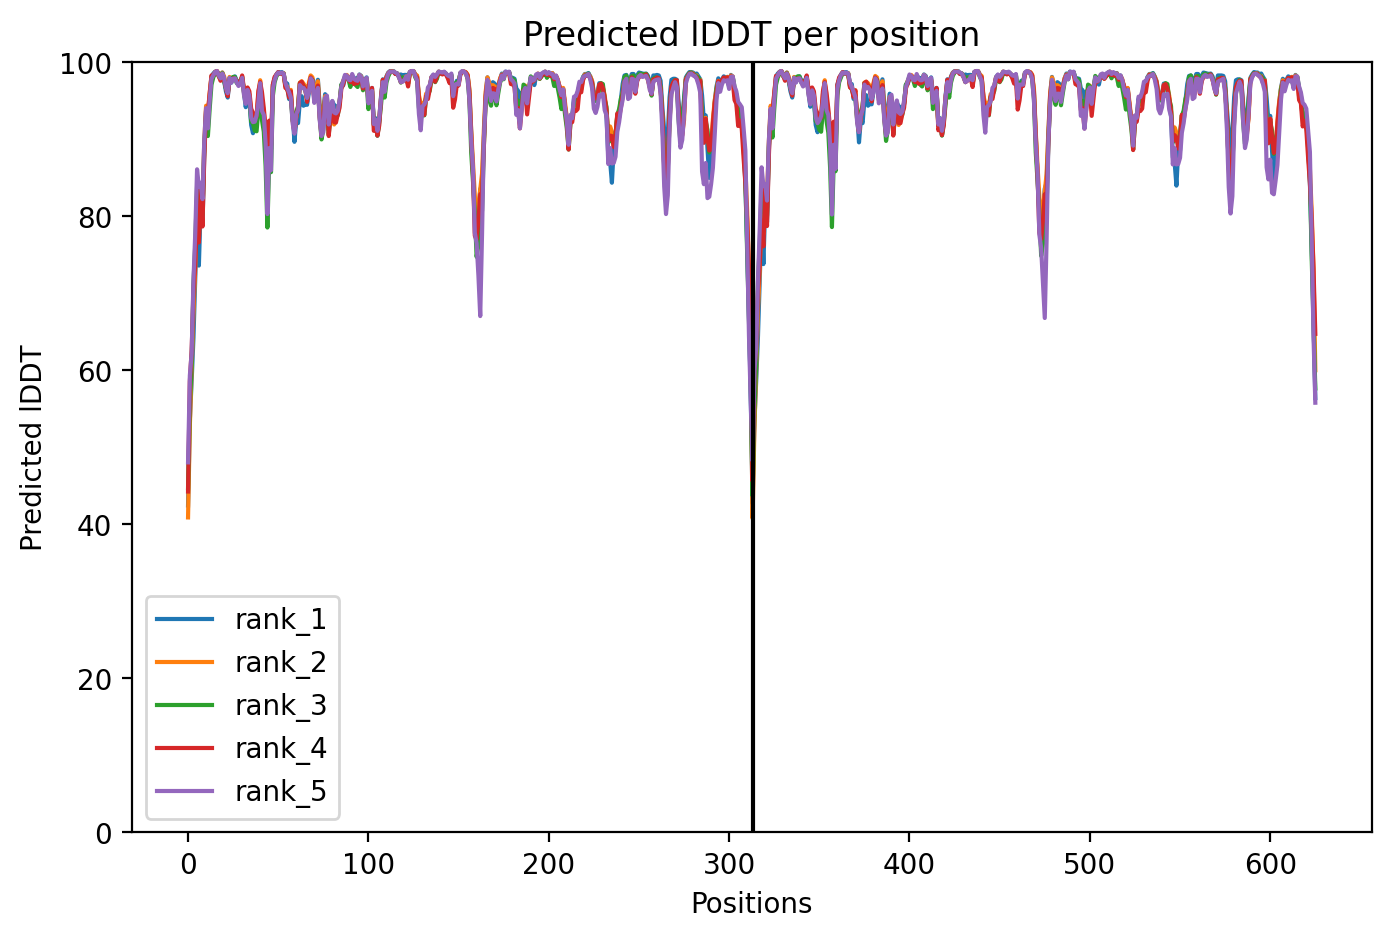 Predicted lDDT per position
100
80
60
40
20
0
Predicted lDDT
rank_1
rank_2
rank_3
rank_4
rank_5
0 100 200 300 400 500 600
Positions